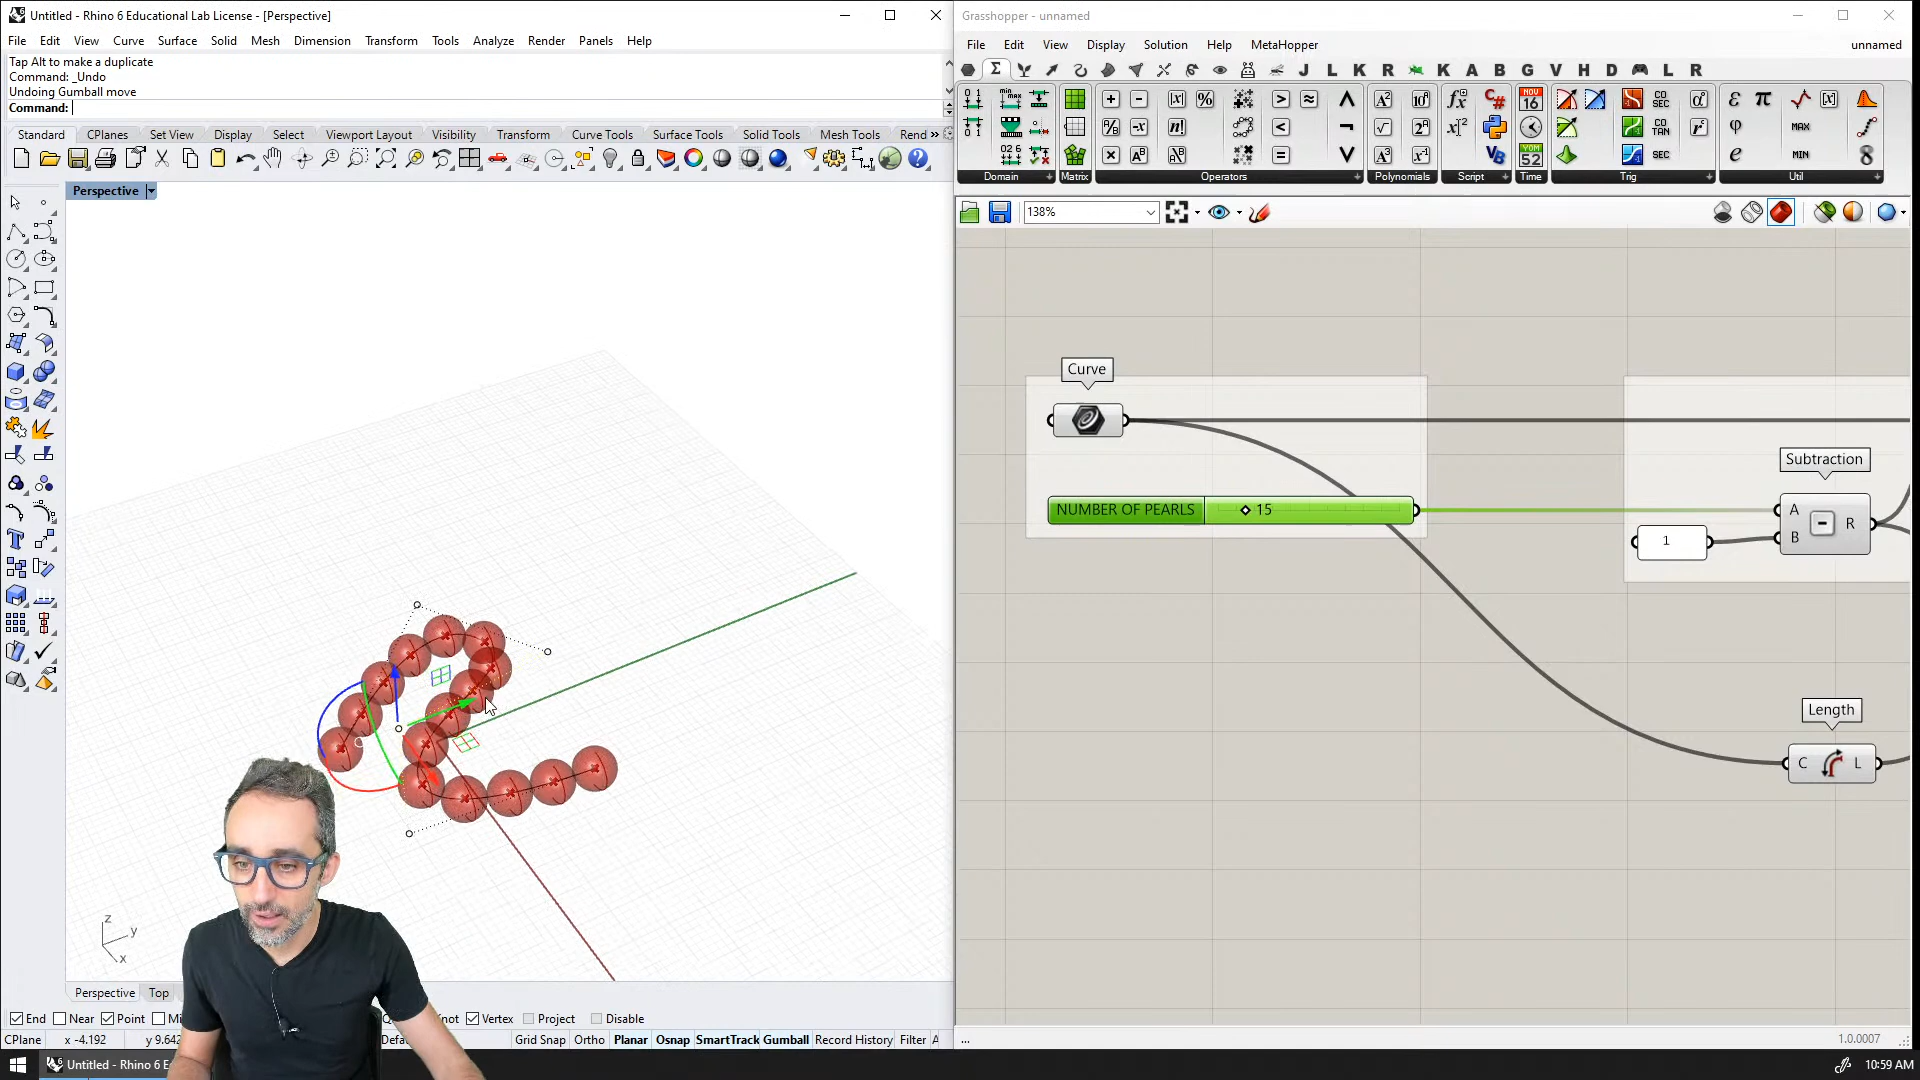 Untitled - Rhino 6 Educational Lab License - [Perspective]
File Edit View Curve Surface Solid Mesh Dimension Transform Tools Analyze Render Panels Help
Tap Alt to make a duplicate
Command: _Undo
Undoing Gumball move
Command:
Standard CPlanes Set View Display Select Viewport Layout Visibility Transform Curve Tools Surface Tools Solid Tools Mesh Tools Rend »
Perspective
z
y
x
Perspective Top
End Near Point Mi not Vertex Project Disable
CPlane x -4.192 y 9.642 Defa Grid Snap Ortho Planar Osnap SmartTrack Gumball Record History Filter A
Untitled - Rhino 6 E
Grasshopper - unnamed
File Edit View Display Solution Help MetaHopper unnamed
J L K R K A B G V H D L R
Domain Matrix Operators Polynomials Script Time Trig Util
138%
Curve
NUMBER OF PEARLS 15
Subtraction
A
B
R
1
Length
C L
...
1.0.0007
10:59 AM